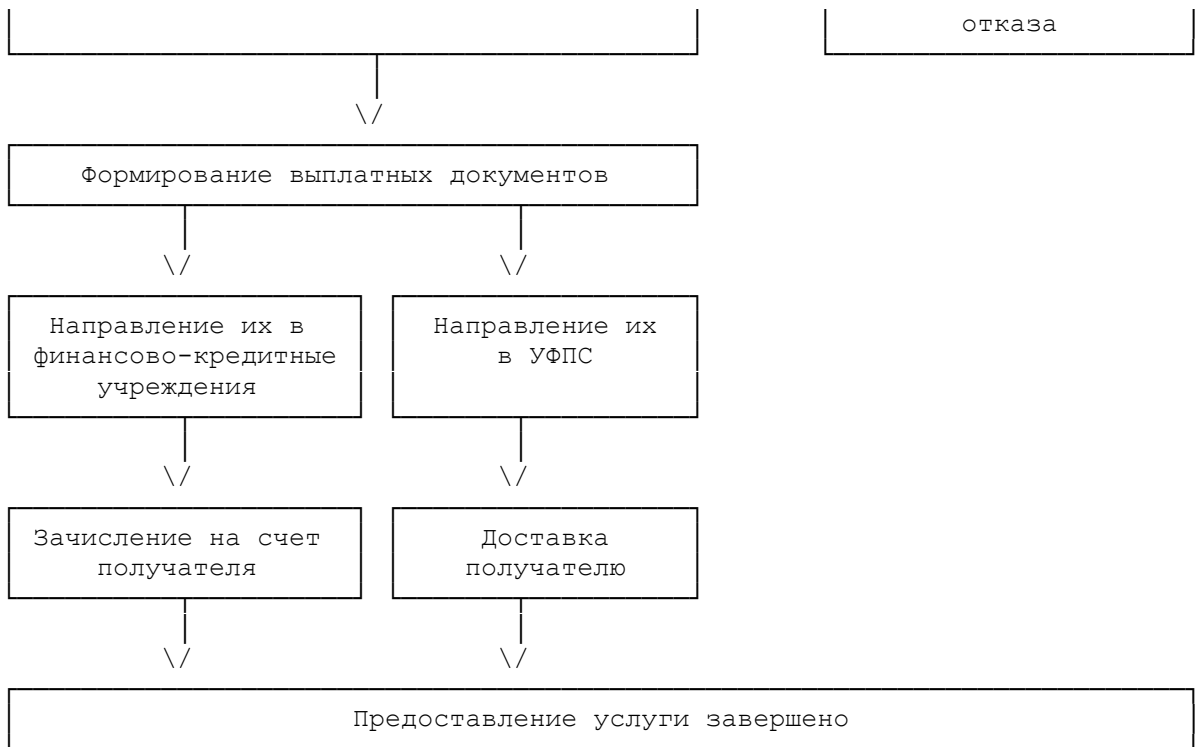 отказа
\/
Формирование выплатных документов
\/ \/
Направление их в
финансово-кредитные
учреждения
Направление их
в УФПС
\/ \/
Зачисление на счет
получателя
Доставка
получателю
\/ \/
Предоставление услуги завершено